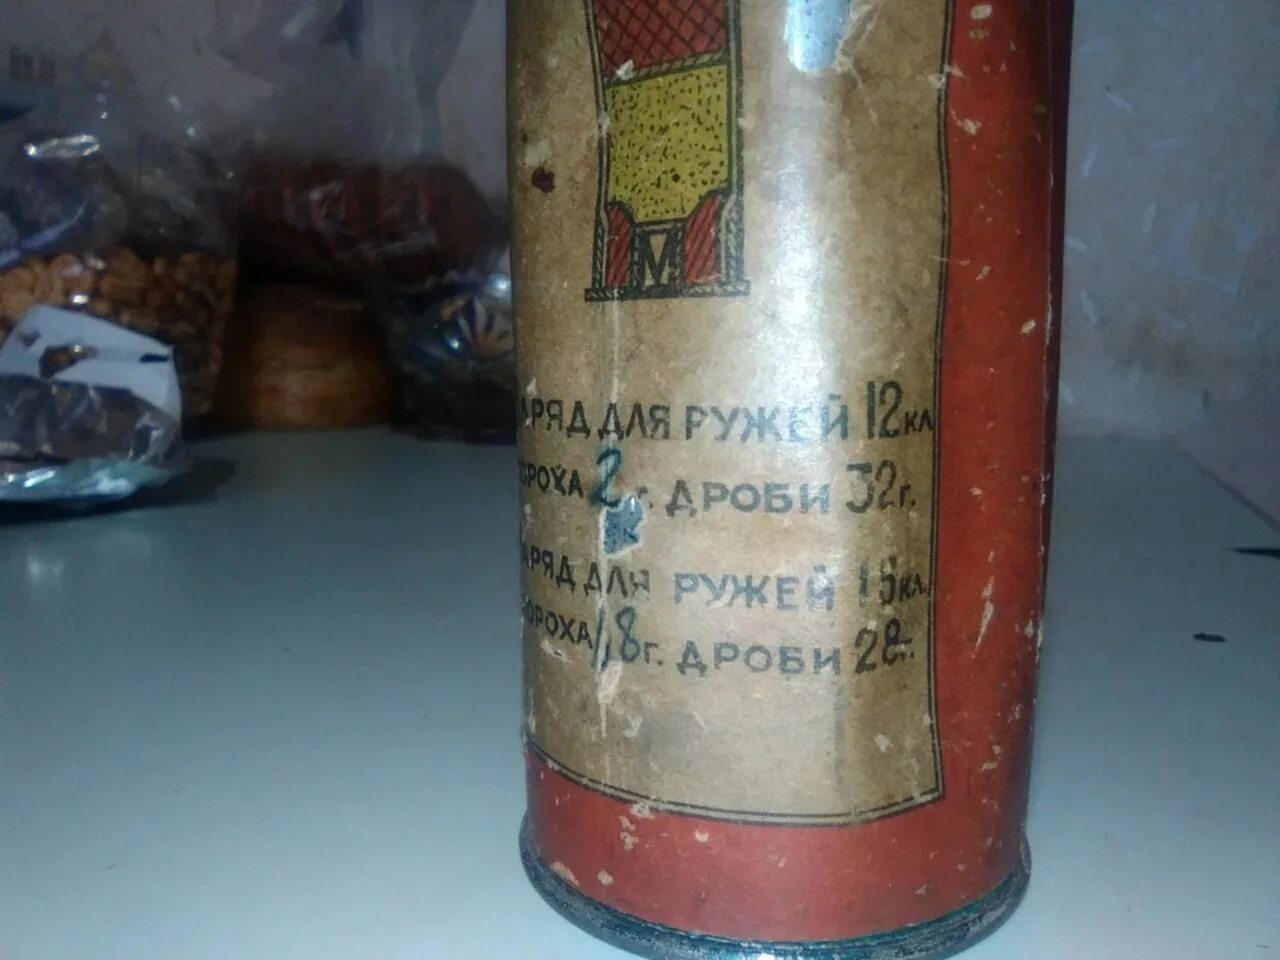 АРЯД ДЛЯ РУЖЕЙ 12 КЛ
ОРОХА 2 г. ДРОБИ 32 г.
АРЯД ДЛЯ РУЖЕЙ 16 КЛ.
ОРОХА 1,8 г. ДРОБИ 28 г.